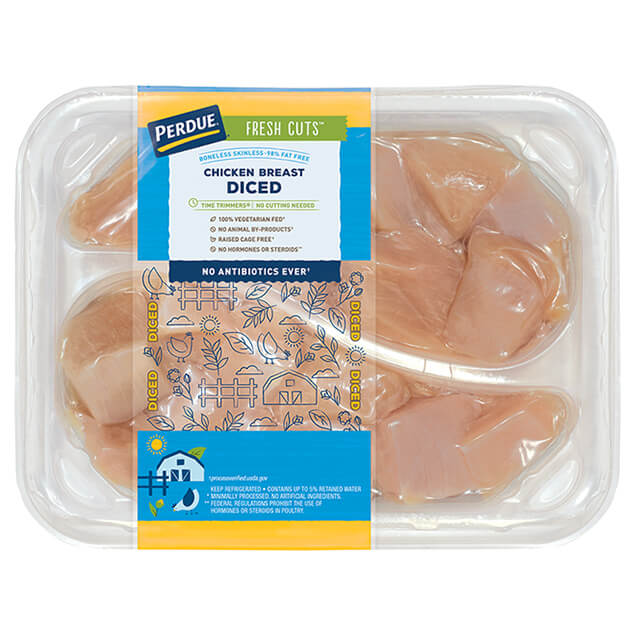 PERDUE®
FRESH CUTS™
BONELESS SKINLESS - 98% FAT FREE
CHICKEN BREAST
DICED
TIME TRIMMERS® | NO CUTTING NEEDED
100% VEGETARIAN FED†
NO ANIMAL BY-PRODUCTS†
RAISED CAGE FREE†
NO HORMONES OR STEROIDS**
NO ANTIBIOTICS EVER†
DICED
DICED
DICED
DICED
†processverified.usda.gov
KEEP REFRIGERATED • CONTAINS UP TO 5% RETAINED WATER
* MINIMALLY PROCESSED. NO ARTIFICIAL INGREDIENTS.
** FEDERAL REGULATIONS PROHIBIT THE USE OF
HORMONES OR STEROIDS IN POULTRY.